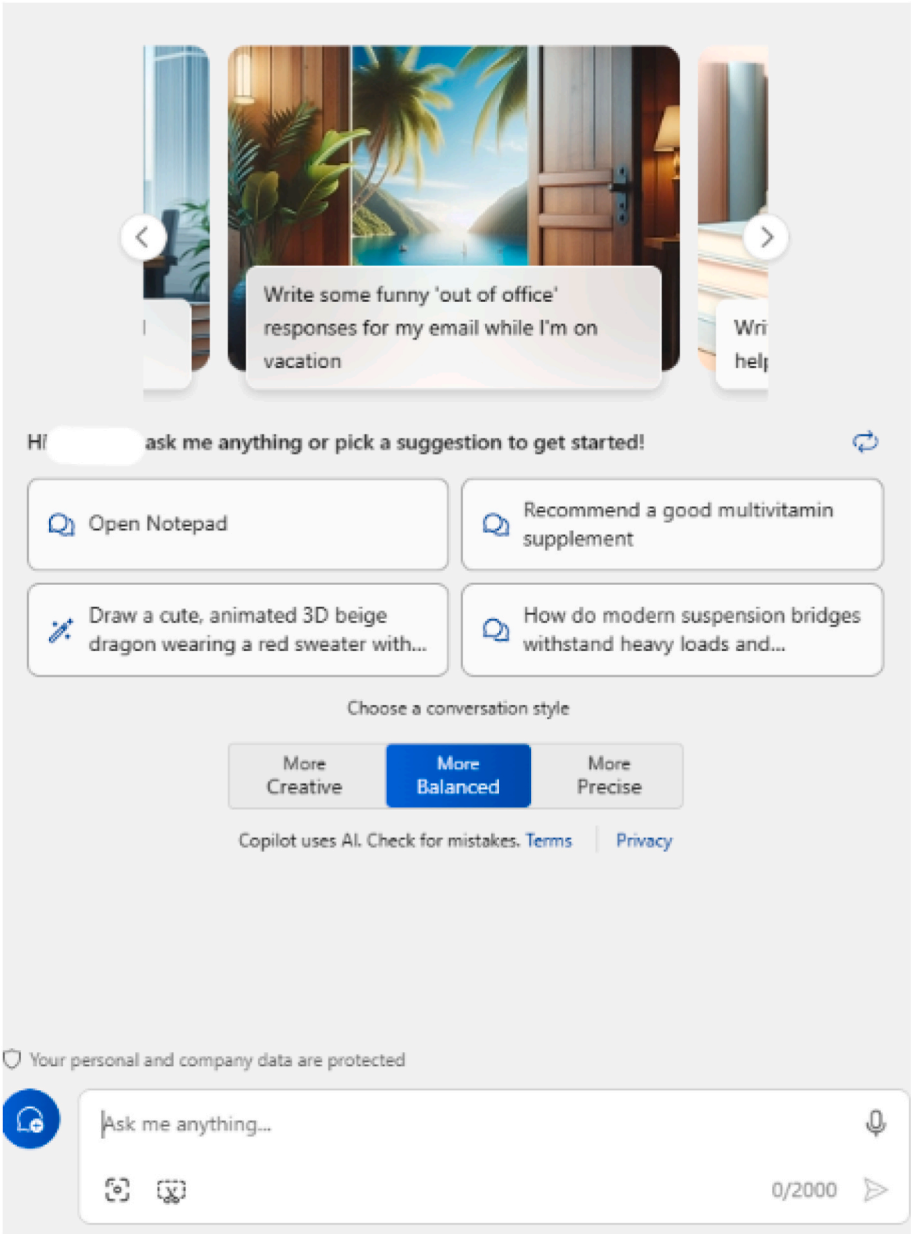 Write some funny 'out of office'
responses for my email while I'm on
vacation
ask me anything or pick a suggestion to get started!
Open Notepad
Recommend a good multivitamin
supplement
Draw a cute, animated 3D beige
dragon wearing a red sweater with...
How do modern suspension bridges
withstand heavy loads and...
Choose a conversation style
More
Creative
More
Balanced
More
Precise
Copilot uses AI. Check for mistakes. Terms
Privacy
Your personal and company data are protected
Ask me anything...
0/2000